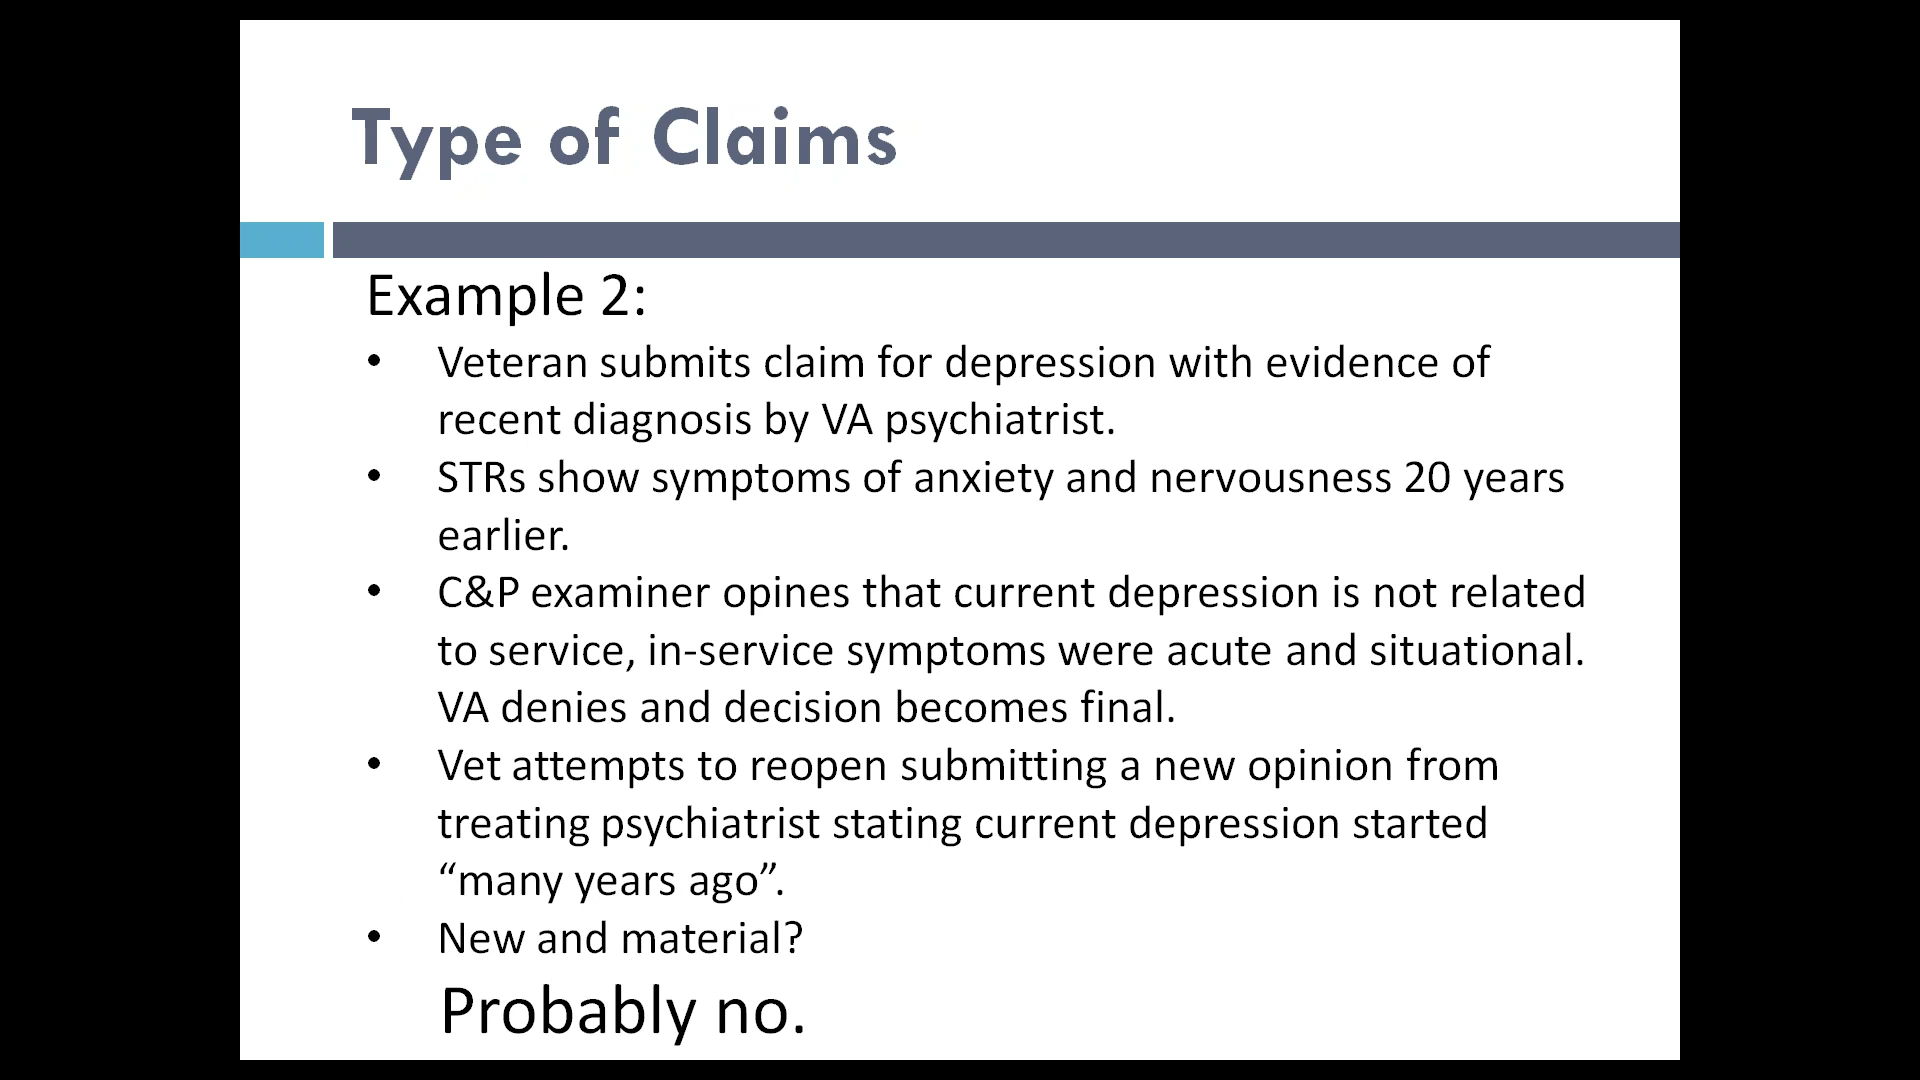 Type of Claims
Example 2:
• Veteran submits claim for depression with evidence of
recent diagnosis by VA psychiatrist.
• STRs show symptoms of anxiety and nervousness 20 years
earlier.
• C&P examiner opines that current depression is not related
to service, in-service symptoms were acute and situational.
VA denies and decision becomes final.
• Vet attempts to reopen submitting a new opinion from
treating psychiatrist stating current depression started
“many years ago”.
• New and material?
Probably no.